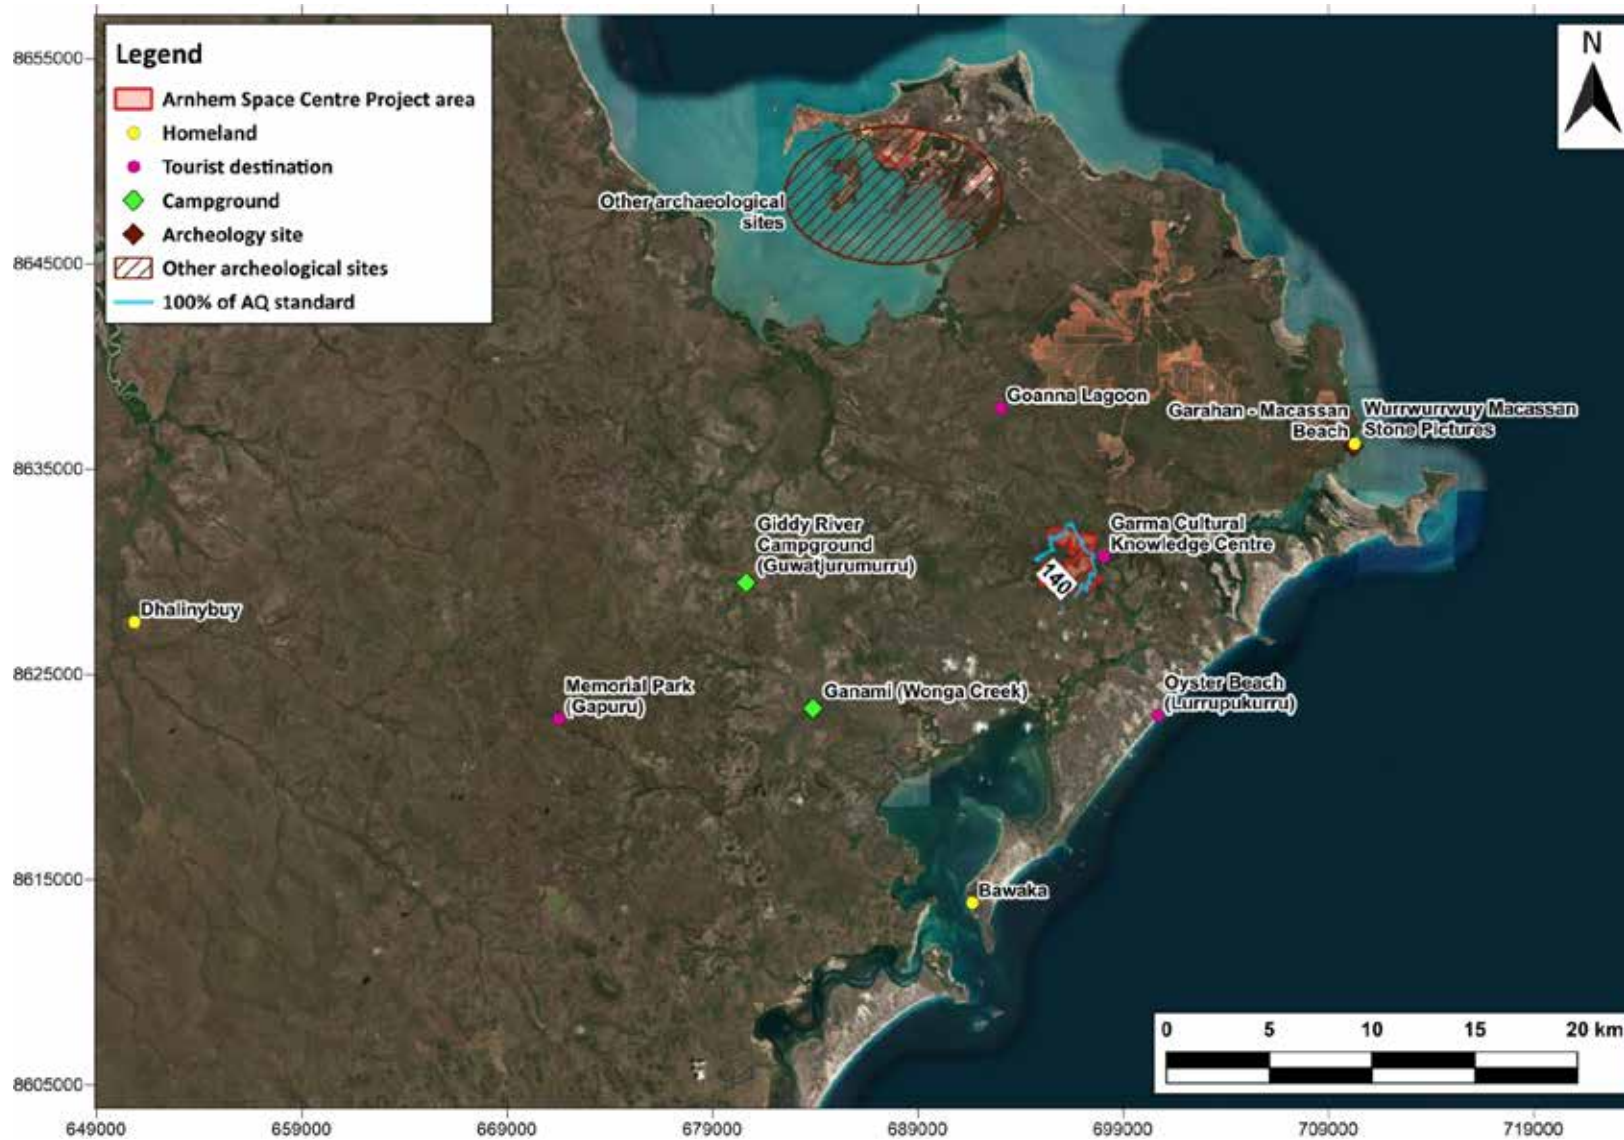 Legend
Arnhem Space Centre Project area
Homeland
Tourist destination
Campground
Archeology site
Other archeological sites
100% of AQ standard
N
8655000
8645000
8635000
8625000
8615000
8605000
Other archaeological
sites
Goanna Lagoon
Garahan - Macassan
Beach
Wurrwurrwuy Macassan
Stone Pictures
Giddy River
Campground
(Guwatjurumurru)
Garma Cultural
Knowledge Centre
140
Dhalinybuy
Memorial Park
(Gapuru)
Ganami (Wonga Creek)
Oyster Beach
(Lurrupukurru)
Bawaka
0 5 10 15 20 km
649000 659000 669000 679000 689000 699000 709000 719000